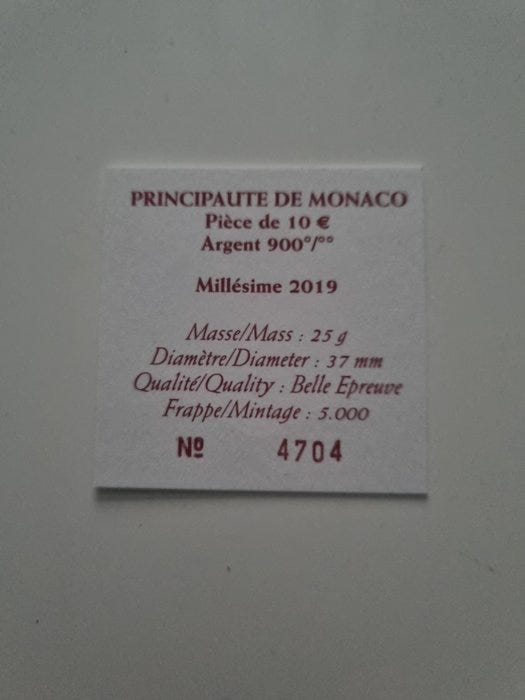 PRINCIPAUTE DE MONACO
Pièce de 10 €
Argent 900°/°°
Millésime 2019
Masse/Mass : 25 g
Diamètre/Diameter : 37 mm
Qualité/Quality : Belle Epreuve
Frappe/Mintage : 5.000
Nº 4704